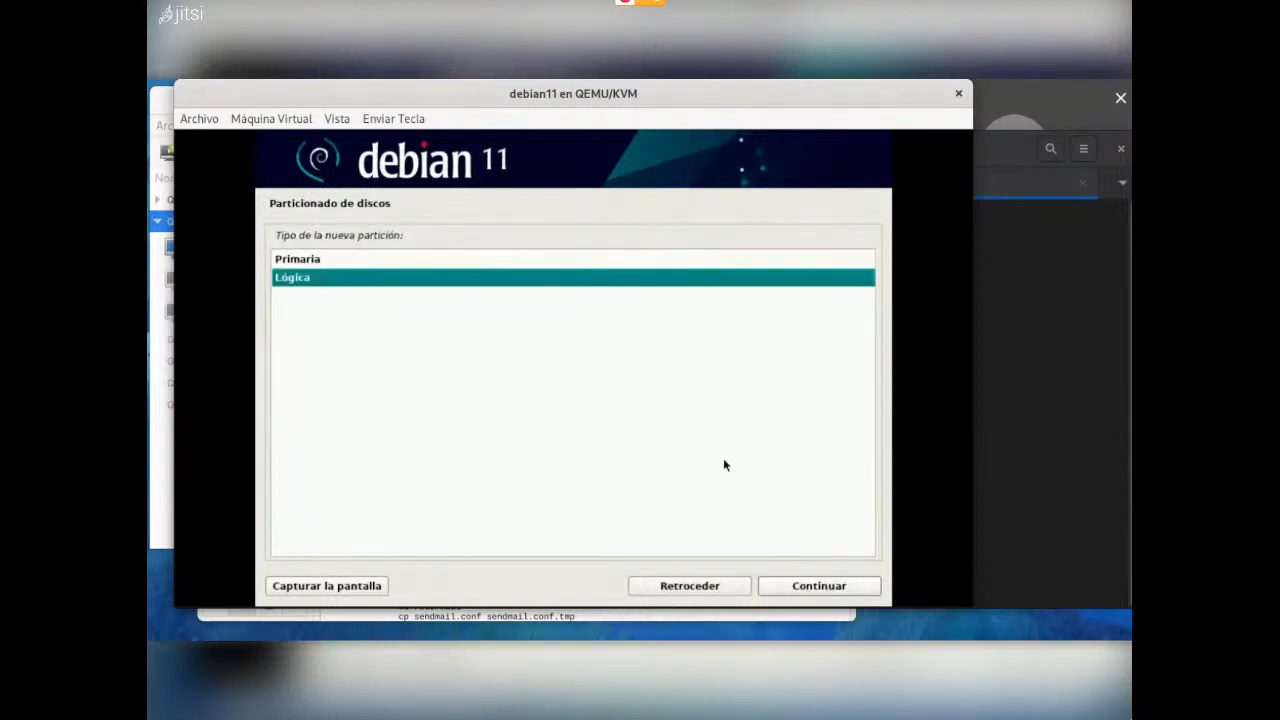 jitsi
debian11 en QEMU/KVM
Archivo Máquina Virtual Vista Enviar Tecla
debian 11
Particionado de discos
Tipo de la nueva partición:
Primaria
Lógica
Capturar la pantalla Retroceder Continuar
cp sendmail.conf sendmail.conf.tmp